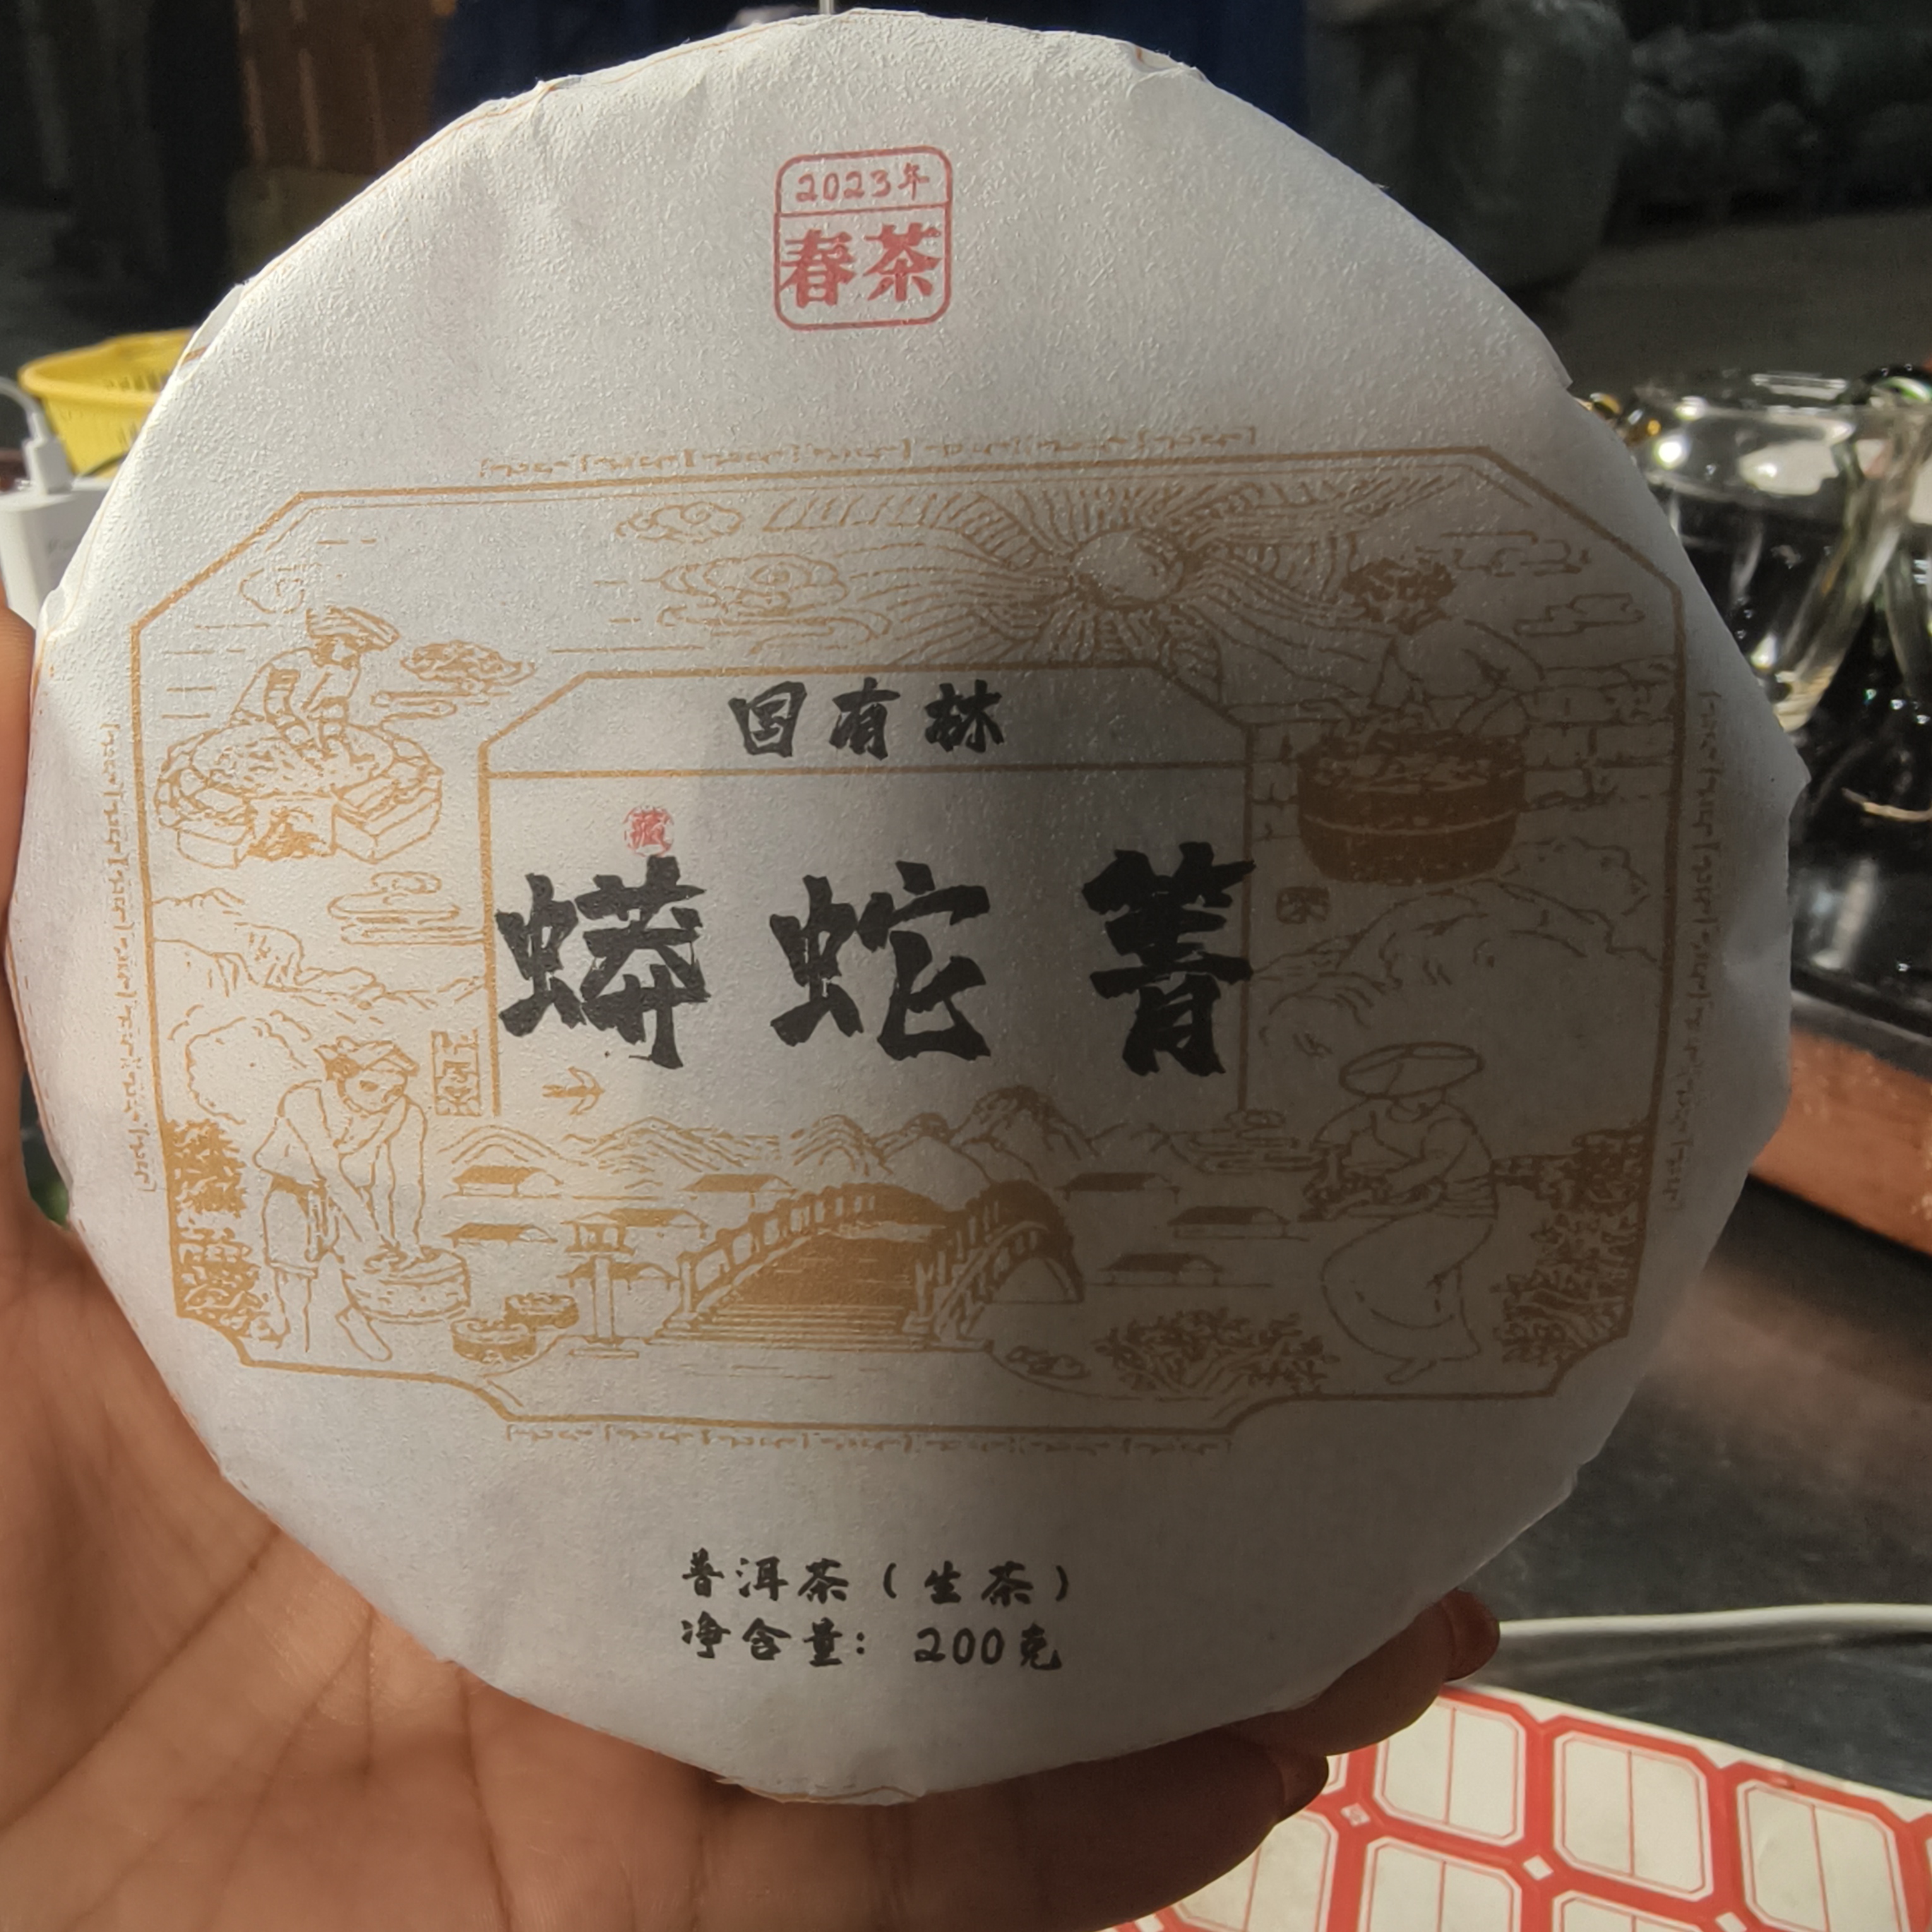 2023年
春茶
国有林
藏
蟒蛇箐
普洱茶（生茶）
净含量：200克